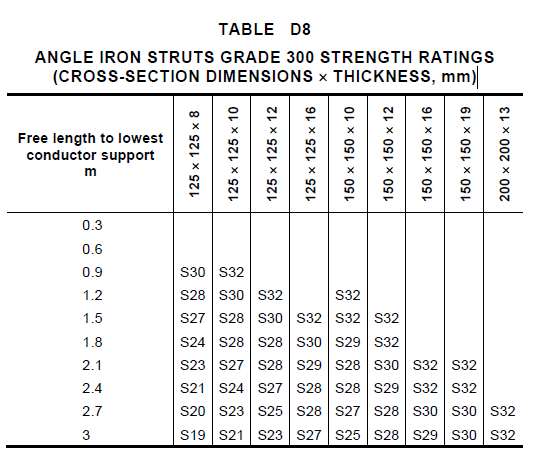 TABLE D8
ANGLE IRON STRUTS GRADE 300 STRENGTH RATINGS
(CROSS-SECTION DIMENSIONS × THICKNESS, mm)
Free length to lowest conductor support m | 125 × 125 × 8 | 125 × 125 × 10 | 125 × 125 × 12 | 125 × 125 × 16 | 150 × 150 × 10 | 150 × 150 × 12 | 150 × 150 × 16 | 150 × 150 × 19 | 200 × 200 × 13
0.3
0.6
0.9 | S30 | S32 | | | | | | |
1.2 | S28 | S30 | S32 | | S32 | | | |
1.5 | S27 | S28 | S30 | S32 | S32 | S32 | | |
1.8 | S24 | S28 | S28 | S30 | S29 | S32 | | |
2.1 | S23 | S27 | S28 | S29 | S28 | S30 | S32 | S32 |
2.4 | S21 | S24 | S27 | S28 | S28 | S29 | S32 | S32 |
2.7 | S20 | S23 | S25 | S28 | S27 | S28 | S30 | S30 | S32
3 | S19 | S21 | S23 | S27 | S25 | S28 | S29 | S30 | S32